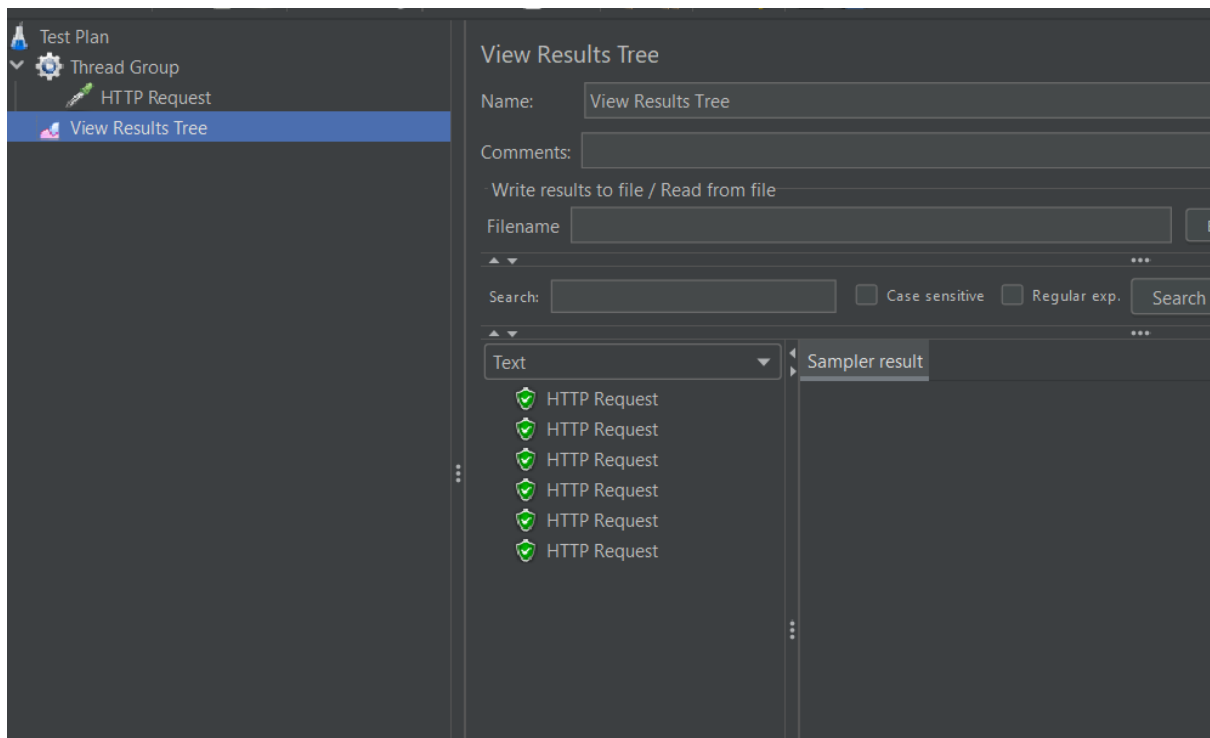 Test Plan
Thread Group
HTTP Request
View Results Tree
View Results Tree
Name: View Results Tree
Comments:
Write results to file / Read from file
Filename
Search: Case sensitive Regular exp. Search
Text
Sampler result
HTTP Request
HTTP Request
HTTP Request
HTTP Request
HTTP Request
HTTP Request